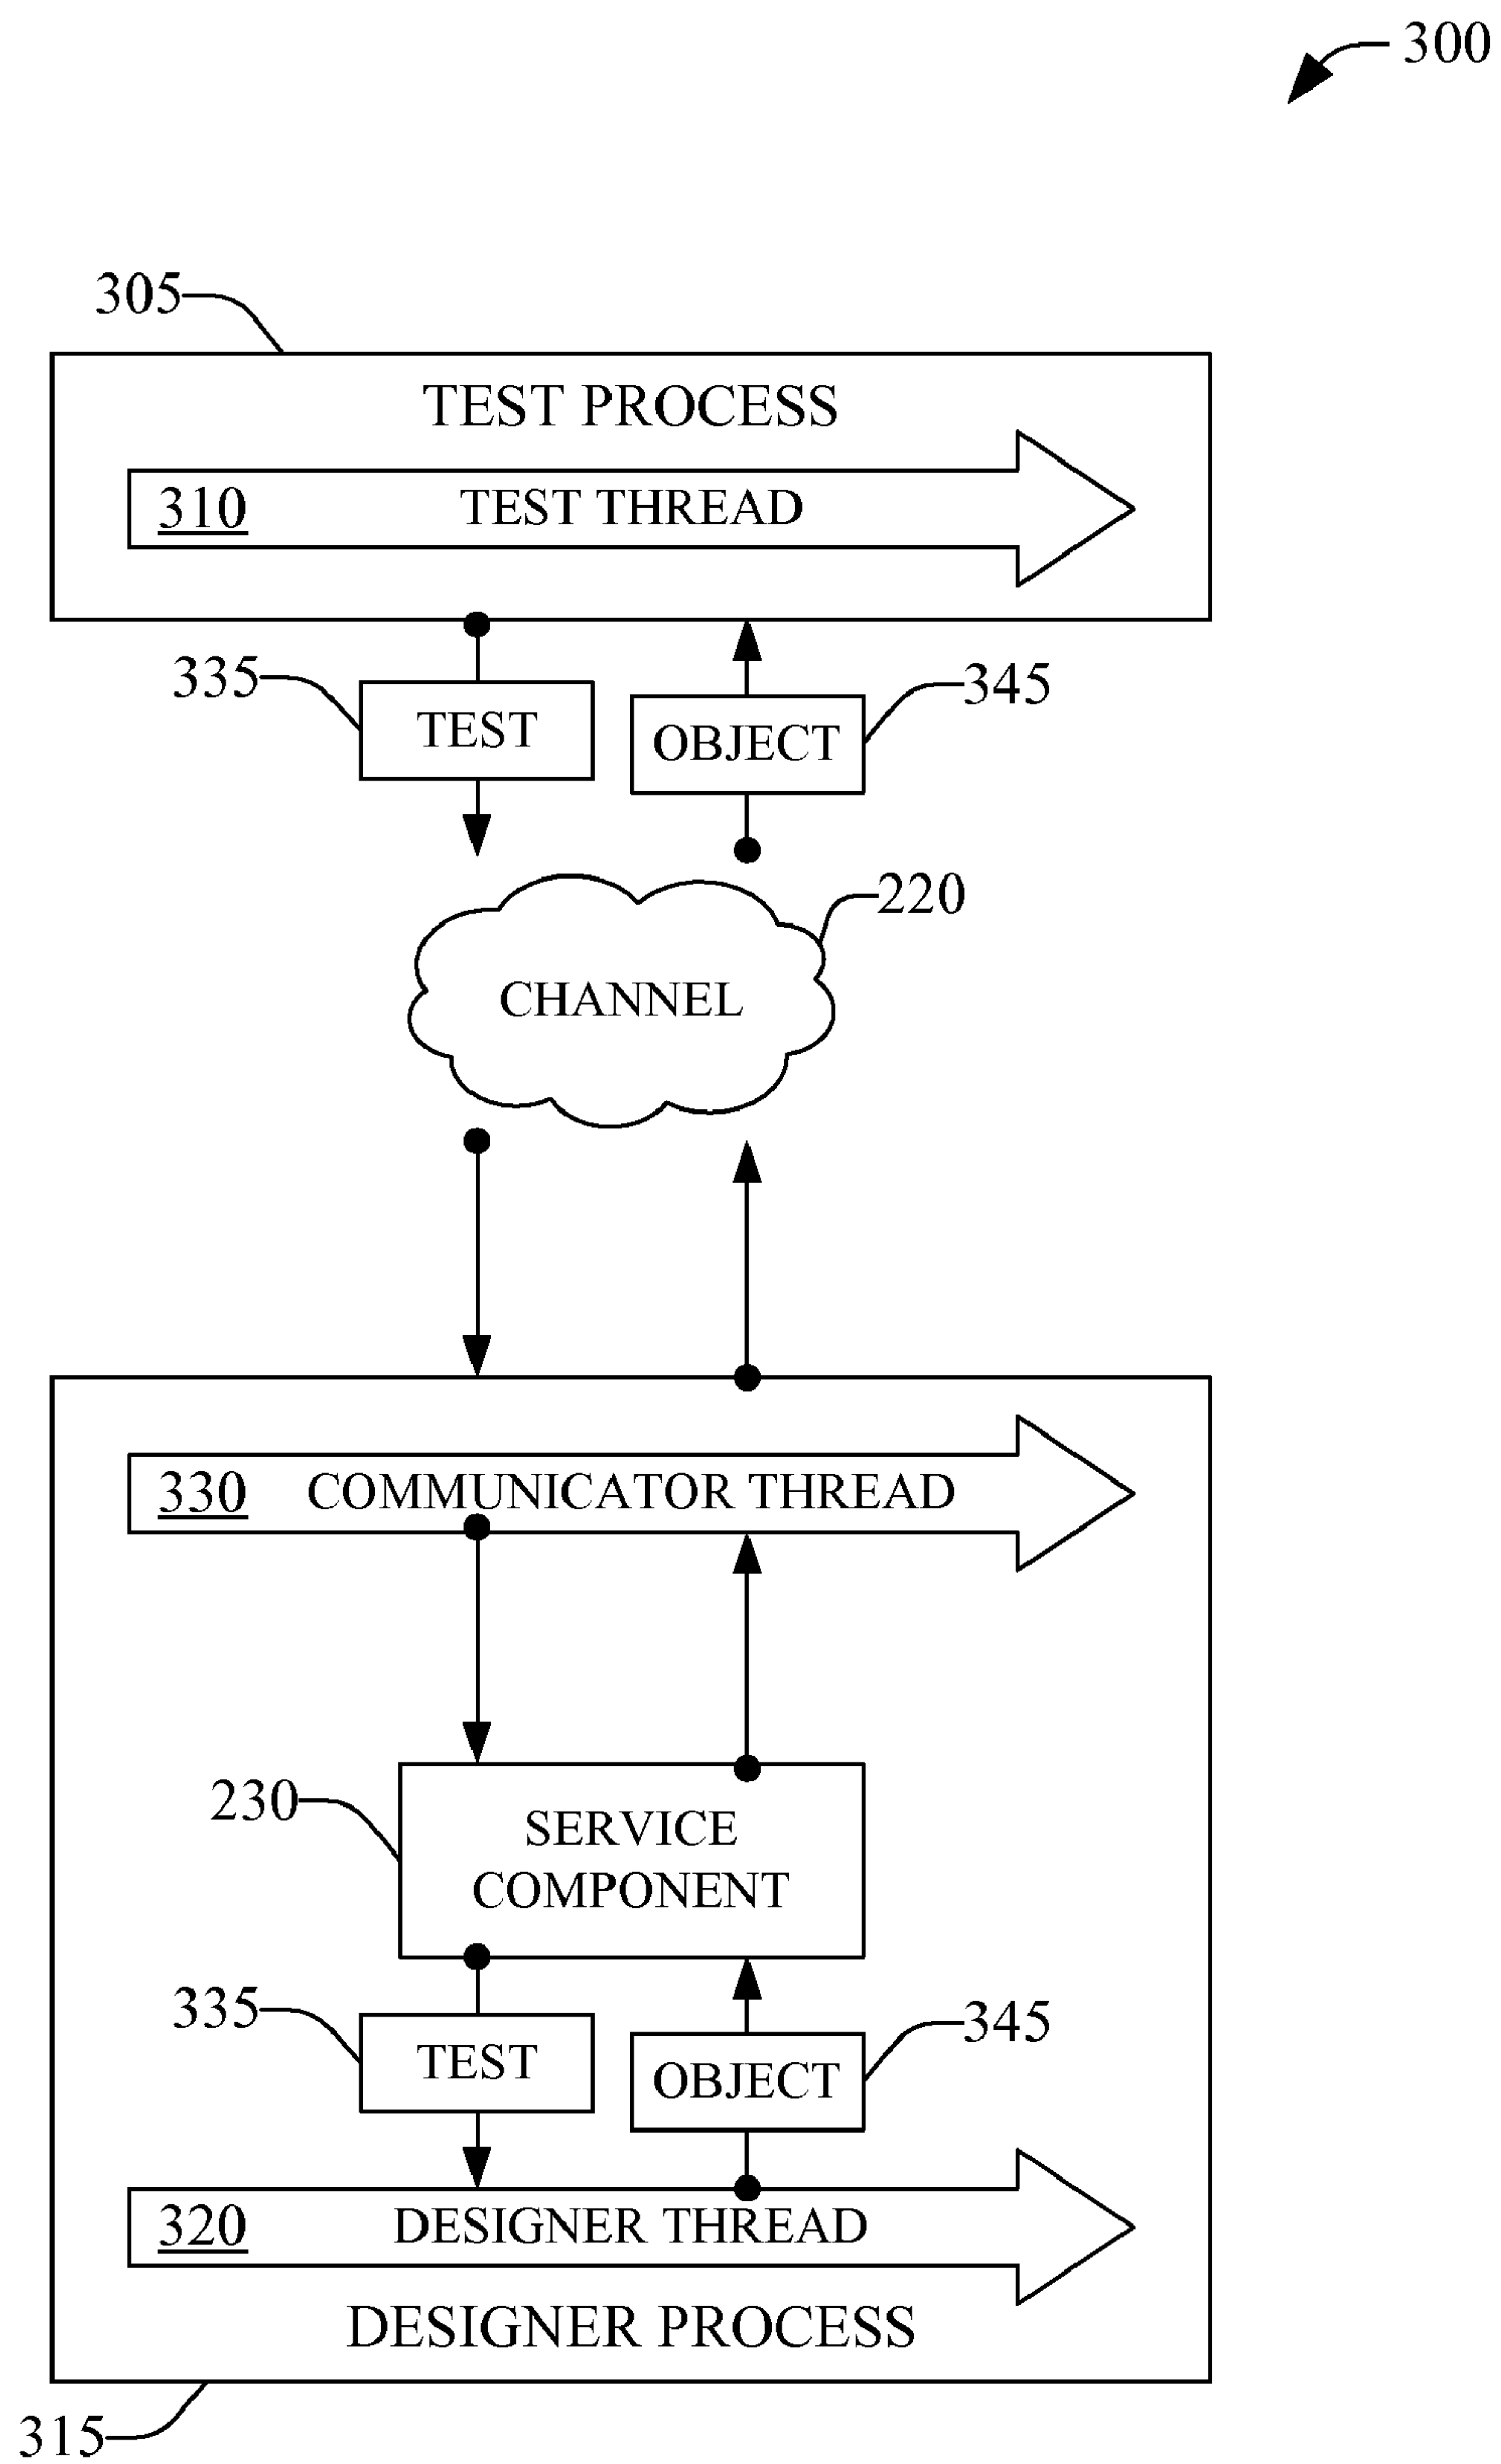 300
305
TEST PROCESS
310 TEST THREAD
335
TEST
345
OBJECT
220
CHANNEL
330 COMMUNICATOR THREAD
230
SERVICE
COMPONENT
335
TEST
345
OBJECT
320 DESIGNER THREAD
DESIGNER PROCESS
315